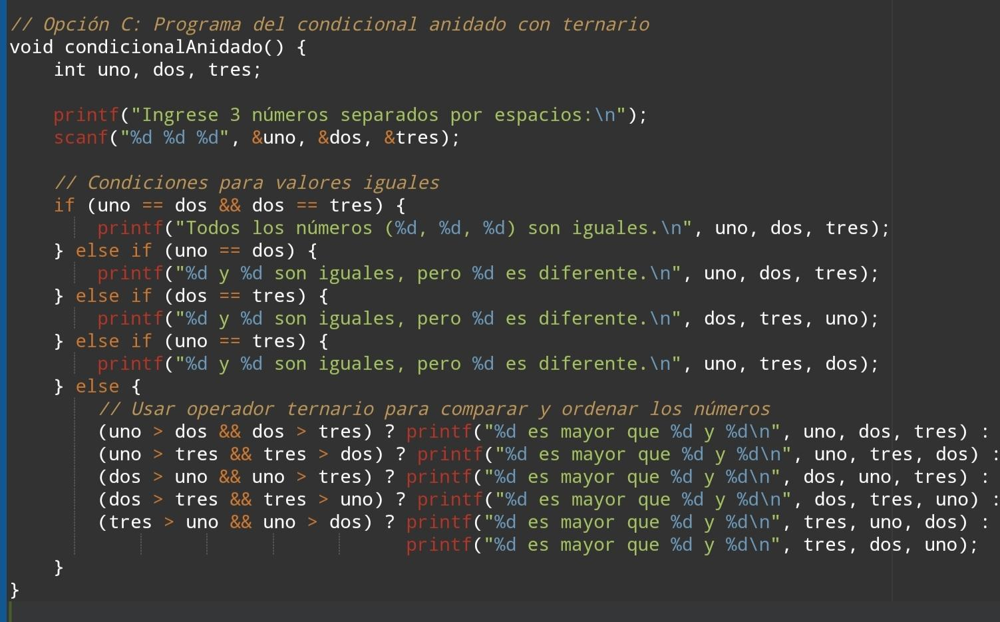 // Opción C: Programa del condicional anidado con ternario
void condicionalAnidado() {
    int uno, dos, tres;

    printf("Ingrese 3 números separados por espacios:\n");
    scanf("%d %d %d", &uno, &dos, &tres);

    // Condiciones para valores iguales
    if (uno == dos && dos == tres) {
        printf("Todos los números (%d, %d, %d) son iguales.\n", uno, dos, tres);
    } else if (uno == dos) {
        printf("%d y %d son iguales, pero %d es diferente.\n", uno, dos, tres);
    } else if (dos == tres) {
        printf("%d y %d son iguales, pero %d es diferente.\n", dos, tres, uno);
    } else if (uno == tres) {
        printf("%d y %d son iguales, pero %d es diferente.\n", uno, tres, dos);
    } else {
        // Usar operador ternario para comparar y ordenar los números
        (uno > dos && dos > tres) ? printf("%d es mayor que %d y %d\n", uno, dos, tres) :
        (uno > tres && tres > dos) ? printf("%d es mayor que %d y %d\n", uno, tres, dos) :
        (dos > uno && uno > tres) ? printf("%d es mayor que %d y %d\n", dos, uno, tres) :
        (dos > tres && tres > uno) ? printf("%d es mayor que %d y %d\n", dos, tres, uno) :
        (tres > uno && uno > dos) ? printf("%d es mayor que %d y %d\n", tres, uno, dos) :
                                    printf("%d es mayor que %d y %d\n", tres, dos, uno);
    }
}